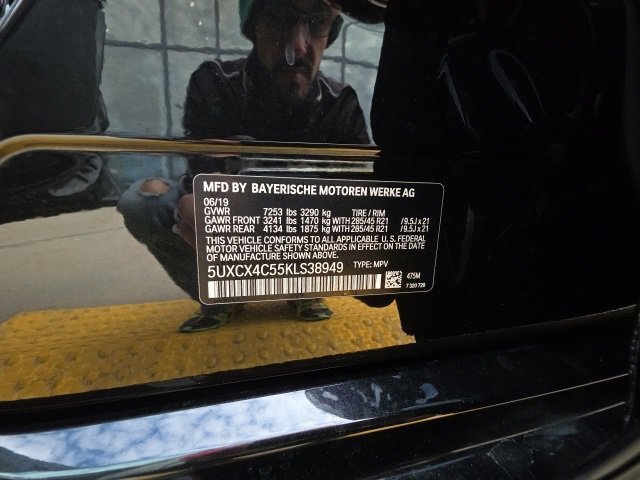 MFD BY BAYERISCHE MOTOREN WERKE AG
06/19
GVWR 7253 lbs 3290 kg TIRE / RIM
GAWR FRONT 3241 lbs 1470 kg WITH 285/45 R21 /9.5J x 21
GAWR REAR 4134 lbs 1875 kg WITH 285/45 R21 /9.5J x 21
THIS VEHICLE CONFORMS TO ALL APPLICABLE U.S. FEDERAL
MOTOR VEHICLE SAFETY STANDARDS IN EFFECT ON THE DATE
OF MANUFACTURE SHOWN ABOVE.
5UXCX4C55KLS38949 TYPE: MPV
475M
7 320 729